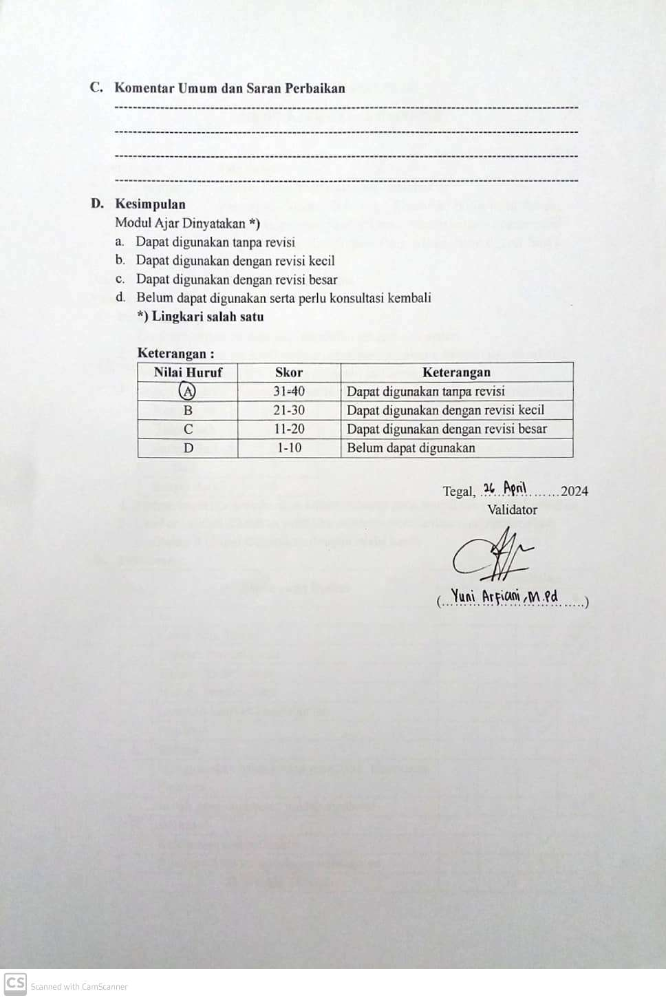 C. Komentar Umum dan Saran Perbaikan
D. Kesimpulan
Modul Ajar Dinyatakan *)
a. Dapat digunakan tanpa revisi
b. Dapat digunakan dengan revisi kecil
c. Dapat digunakan dengan revisi besar
d. Belum dapat digunakan serta perlu konsultasi kembali
*) Lingkari salah satu
Keterangan :
Nilai Huruf Skor Keterangan
A 31-40 Dapat digunakan tanpa revisi
B 21-30 Dapat digunakan dengan revisi kecil
C 11-20 Dapat digunakan dengan revisi besar
D 1-10 Belum dapat digunakan
Tegal, 26 April 2024
Validator
(Yuni Arfiani, M.Pd)
CS Scanned with CamScanner